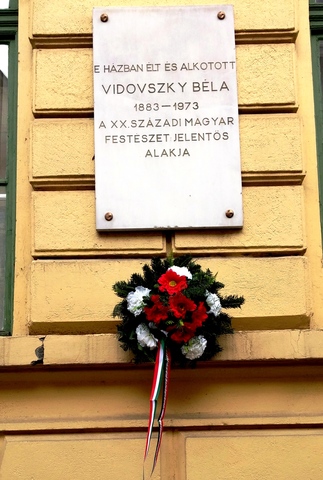 E HÁZBAN ÉLT ÉS ALKOTOTT
VIDOVSZKY BÉLA
1883—1973
A XX. SZÁZADI MAGYAR
FESTÉSZET JELENTŐS
ALAKJA